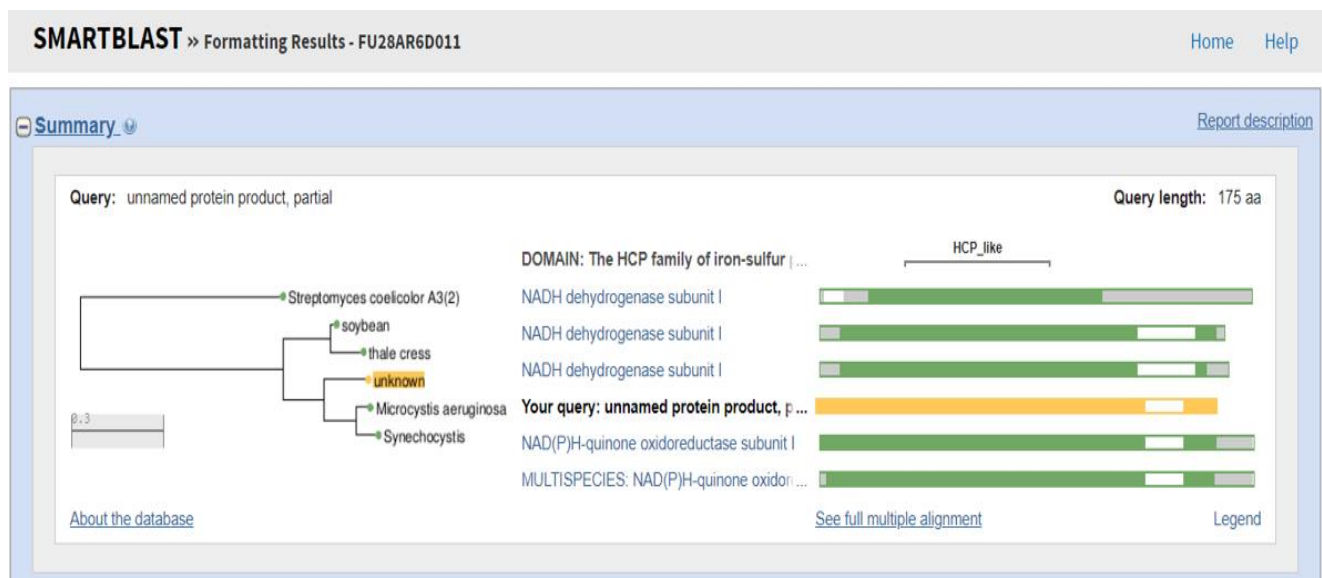 SMARTBLAST » Formatting Results - FU28AR6D011
Home Help
Summary
Report description
Query: unnamed protein product, partial
Query length: 175 aa
DOMAIN: The HCP family of iron-sulfur p...
HCP_like
Streptomyces coelicolor A3(2)
NADH dehydrogenase subunit I
soybean
NADH dehydrogenase subunit I
thale cress
NADH dehydrogenase subunit I
unknown
Your query: unnamed protein product, p...
0.3
Microcystis aeruginosa
NAD(P)H-quinone oxidoreductase subunit I
Synechocystis
MULTISPECIES: NAD(P)H-quinone oxidor...
About the database
See full multiple alignment
Legend